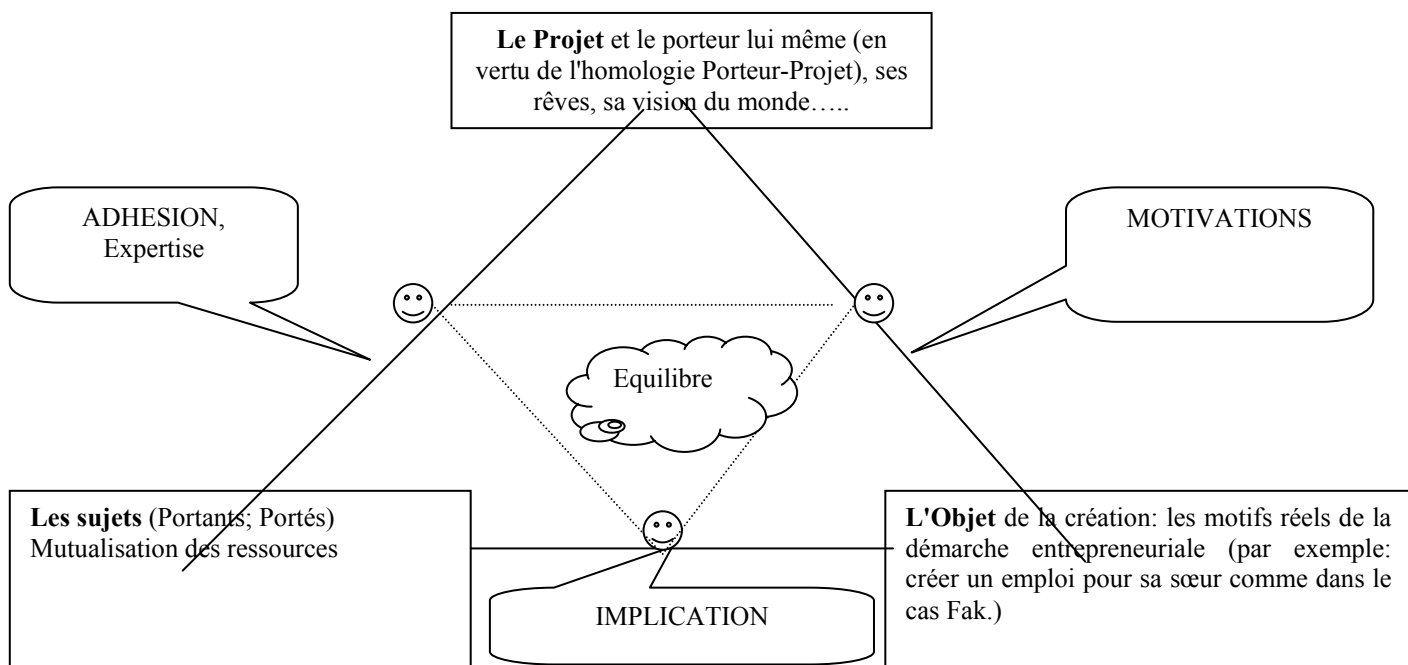 Le Projet et le porteur lui même (en
vertu de l'homologie Porteur-Projet), ses
rêves, sa vision du monde…..
ADHESION,
Expertise
MOTIVATIONS
Equilibre
Les sujets (Portants; Portés)
Mutualisation des ressources
L'Objet de la création: les motifs réels de la
démarche entrepreneuriale (par exemple:
créer un emploi pour sa sœur comme dans le
cas Fak.)
IMPLICATION